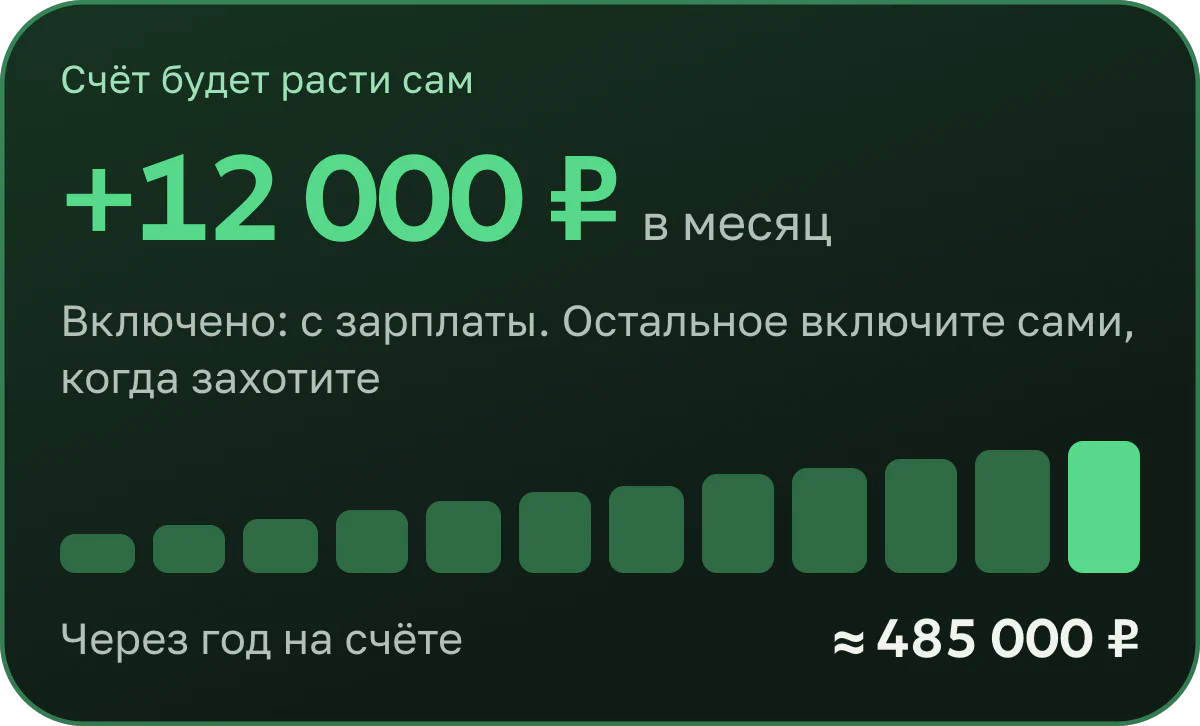 Счёт будет расти сам
+12 000 ₽ в месяц
Включено: с зарплаты. Остальное включите сами,
когда захотите
Через год на счёте
≈ 485 000 ₽